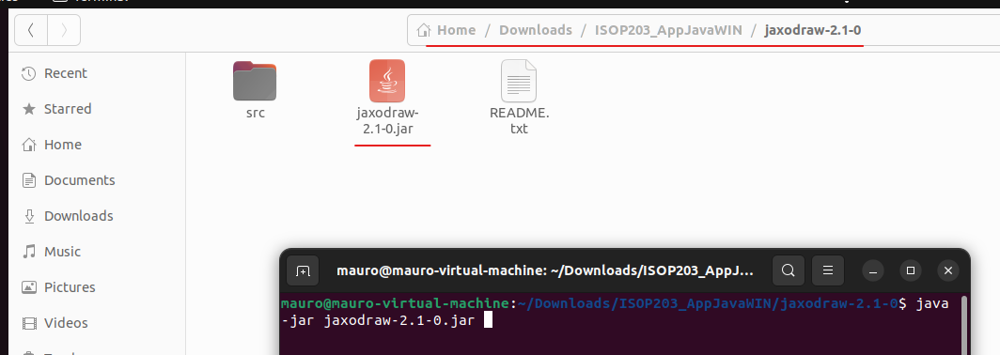 Home / Downloads / ISOP203_AppJavaWIN / jaxodraw-2.1-0
Recent
Starred
Home
Documents
Downloads
Music
Pictures
Videos
src
jaxodraw-
2.1-0.jar
README.
txt
mauro@mauro-virtual-machine: ~/Downloads/ISOP203_AppJ...
mauro@mauro-virtual-machine:~/Downloads/ISOP203_AppJavaWIN/jaxodraw-2.1-0$ java
-jar jaxodraw-2.1-0.jar